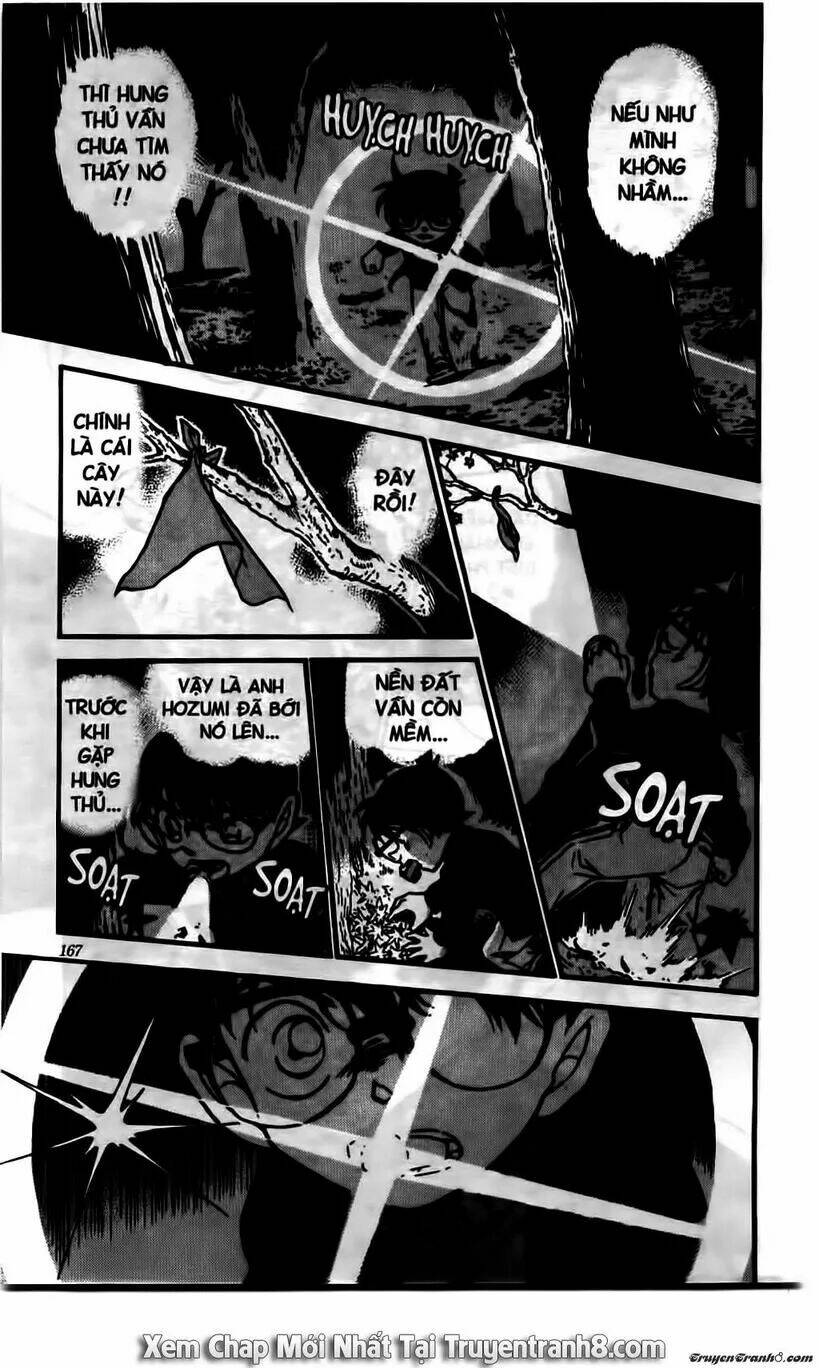 NẾU NHƯ
MÌNH
KHÔNG
NHẦM...
HUỴCH HUỴCH
THÌ HUNG
THỦ VẪN
CHƯA TÌM
THẤY NÓ
!!
ĐÂY
RỒI!
CHÍNH
LÀ CÁI
CÂY
NÀY!
SOẠT
NỀN ĐẤT
VẪN CÒN
MỀM...
VẬY LÀ ANH
HOZUMI ĐÃ BỚI
NÓ LÊN...
TRƯỚC
KHI
GẶP
HUNG
THỦ...
SOẠT
SOẠT
167
Xem Chap Mới Nhất Tại Truyentranh8.com
TruyenTranh8.com